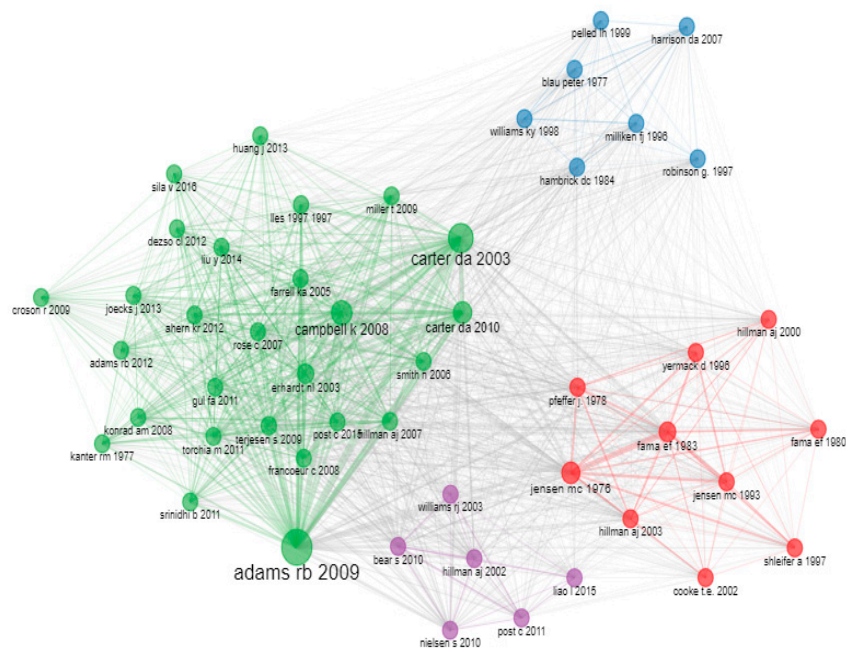 pelled lh 1999
harrison da 2007
blau peter 1977
williams ky 1998
milliken fj 1996
huang j 2013
robinson g. 1997
hambrick dc 1984
sila v 2016
lles 1997 1997
miller t 2009
dezso cl 2012
liu y 2014
carter da 2003
farrell ka 2005
croson r 2009
joecks j 2013
ahern kr 2012
campbell k 2008
carter da 2010
rose c 2007
hillman aj 2000
adams rb 2012
yermack d 1996
smith n 2006
erhardt nl 2003
gul fa 2011
pfeffer j. 1978
konrad am 2008
terjesen s 2009
post c 2015
hillman aj 2007
fama ef 1983
fama ef 1980
kanter rm 1977
torchia m 2011
francoeur c 2008
jensen mc 1976
jensen mc 1993
srinidhi b 2011
williams rj 2003
hillman aj 2003
adams rb 2009
bear s 2010
hillman aj 2002
shleifer a 1997
liao l 2015
cooke t.e. 2002
post c 2011
nielsen s 2010